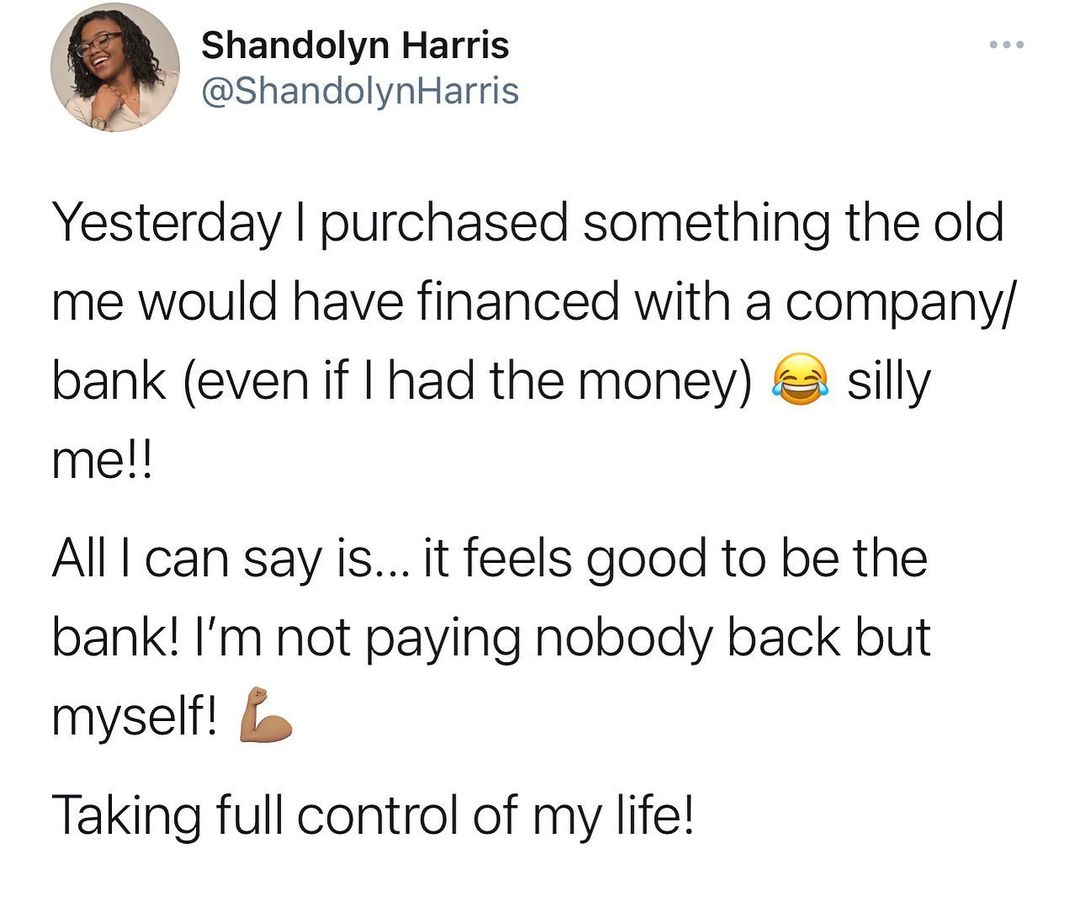 Shandolyn Harris
@ShandolynHarris
Yesterday I purchased something the old
me would have financed with a company/
bank (even if I had the money) 😂 silly
me!!
All I can say is... it feels good to be the
bank! I’m not paying nobody back but
myself! 💪🏽
Taking full control of my life!